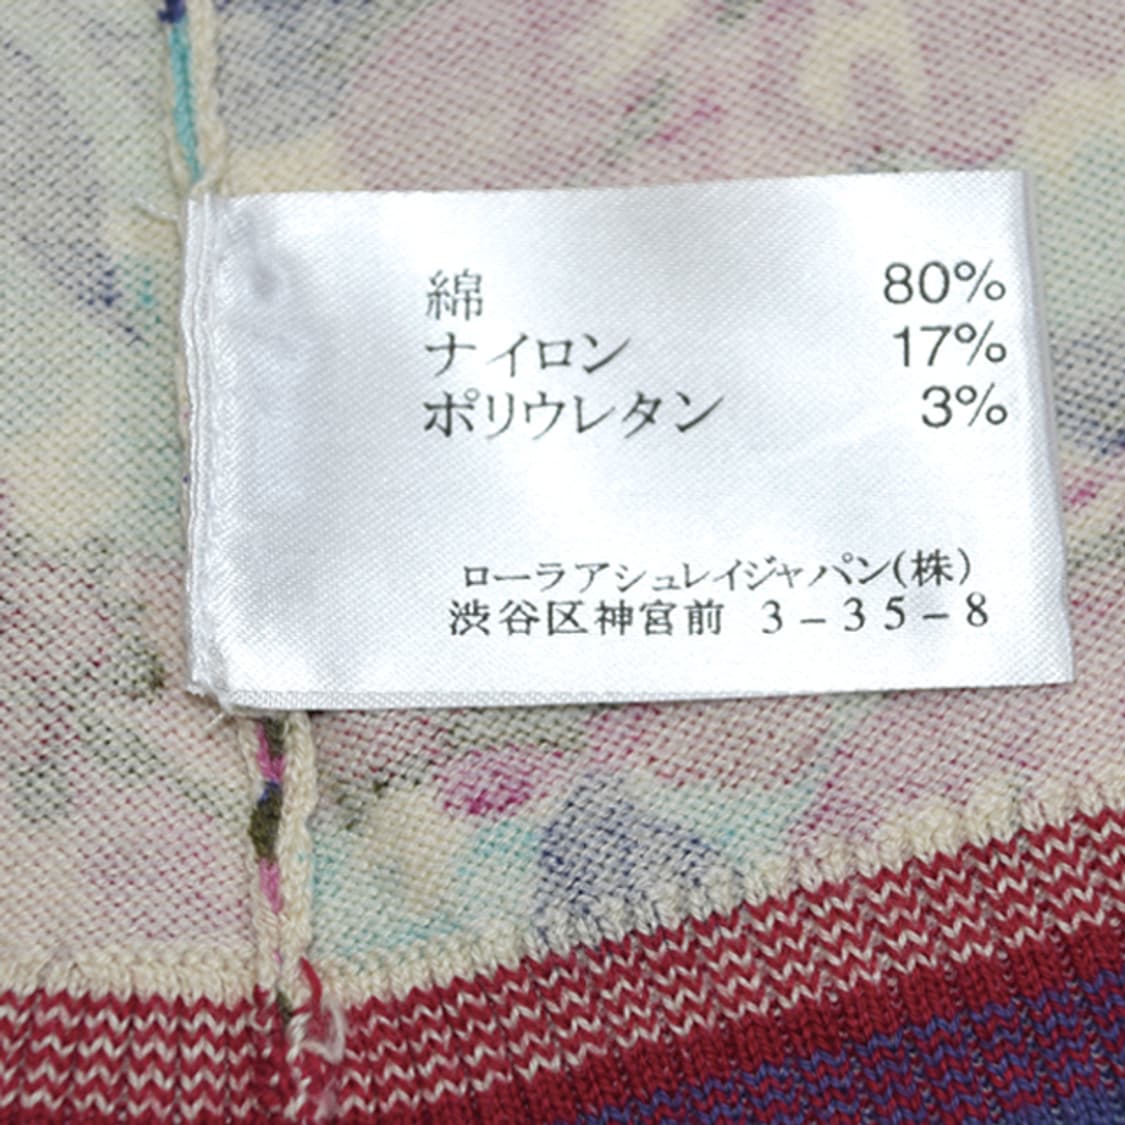 綿 80%
ナイロン 17%
ポリウレタン 3%
ローラアシュレイジャパン(株)
渋谷区神宮前 3-35-8